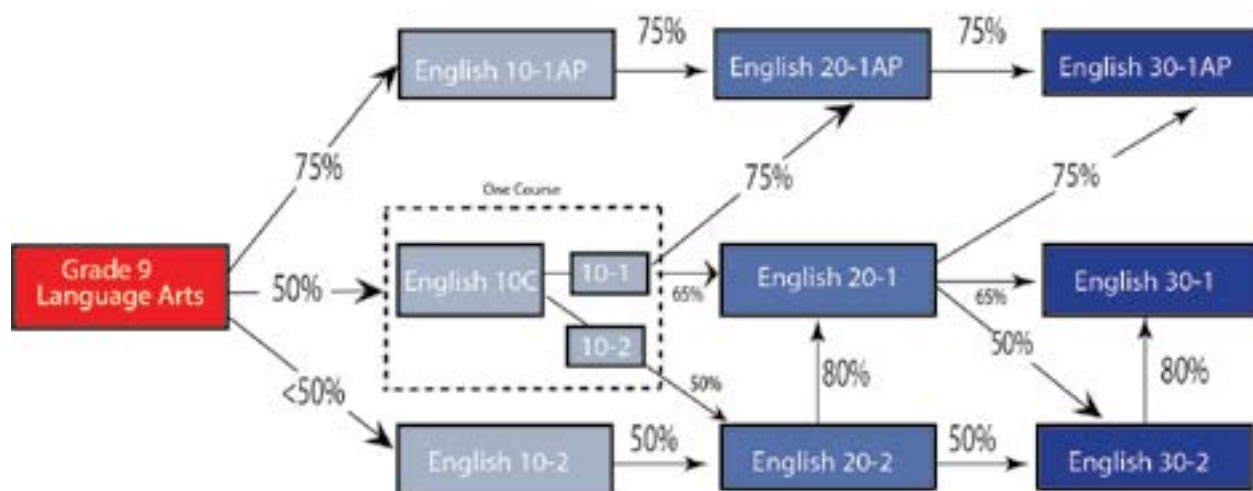 75%
75%
English 10-1AP
English 20-1AP
English 30-1AP
75%
75%
75%
One Course
Grade 9
Language Arts
50%
English 10C
10-1
65%
English 20-1
65%
English 30-1
10-2
50%
<50%
50%
80%
80%
English 10-2
50%
English 20-2
50%
English 30-2